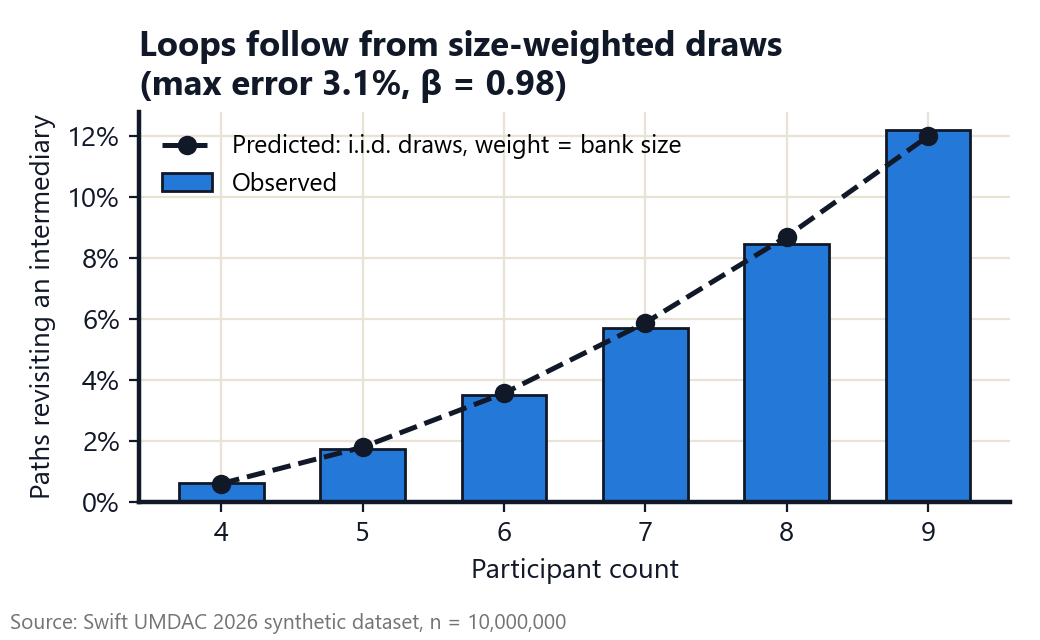 Loops follow from size-weighted draws
(max error 3.1%, β = 0.98)
Paths revisiting an intermediary
12%
10%
8%
6%
4%
2%
0%
Predicted: i.i.d. draws, weight = bank size
Observed
4 5 6 7 8 9
Participant count
Source: Swift UMDAC 2026 synthetic dataset, n = 10,000,000